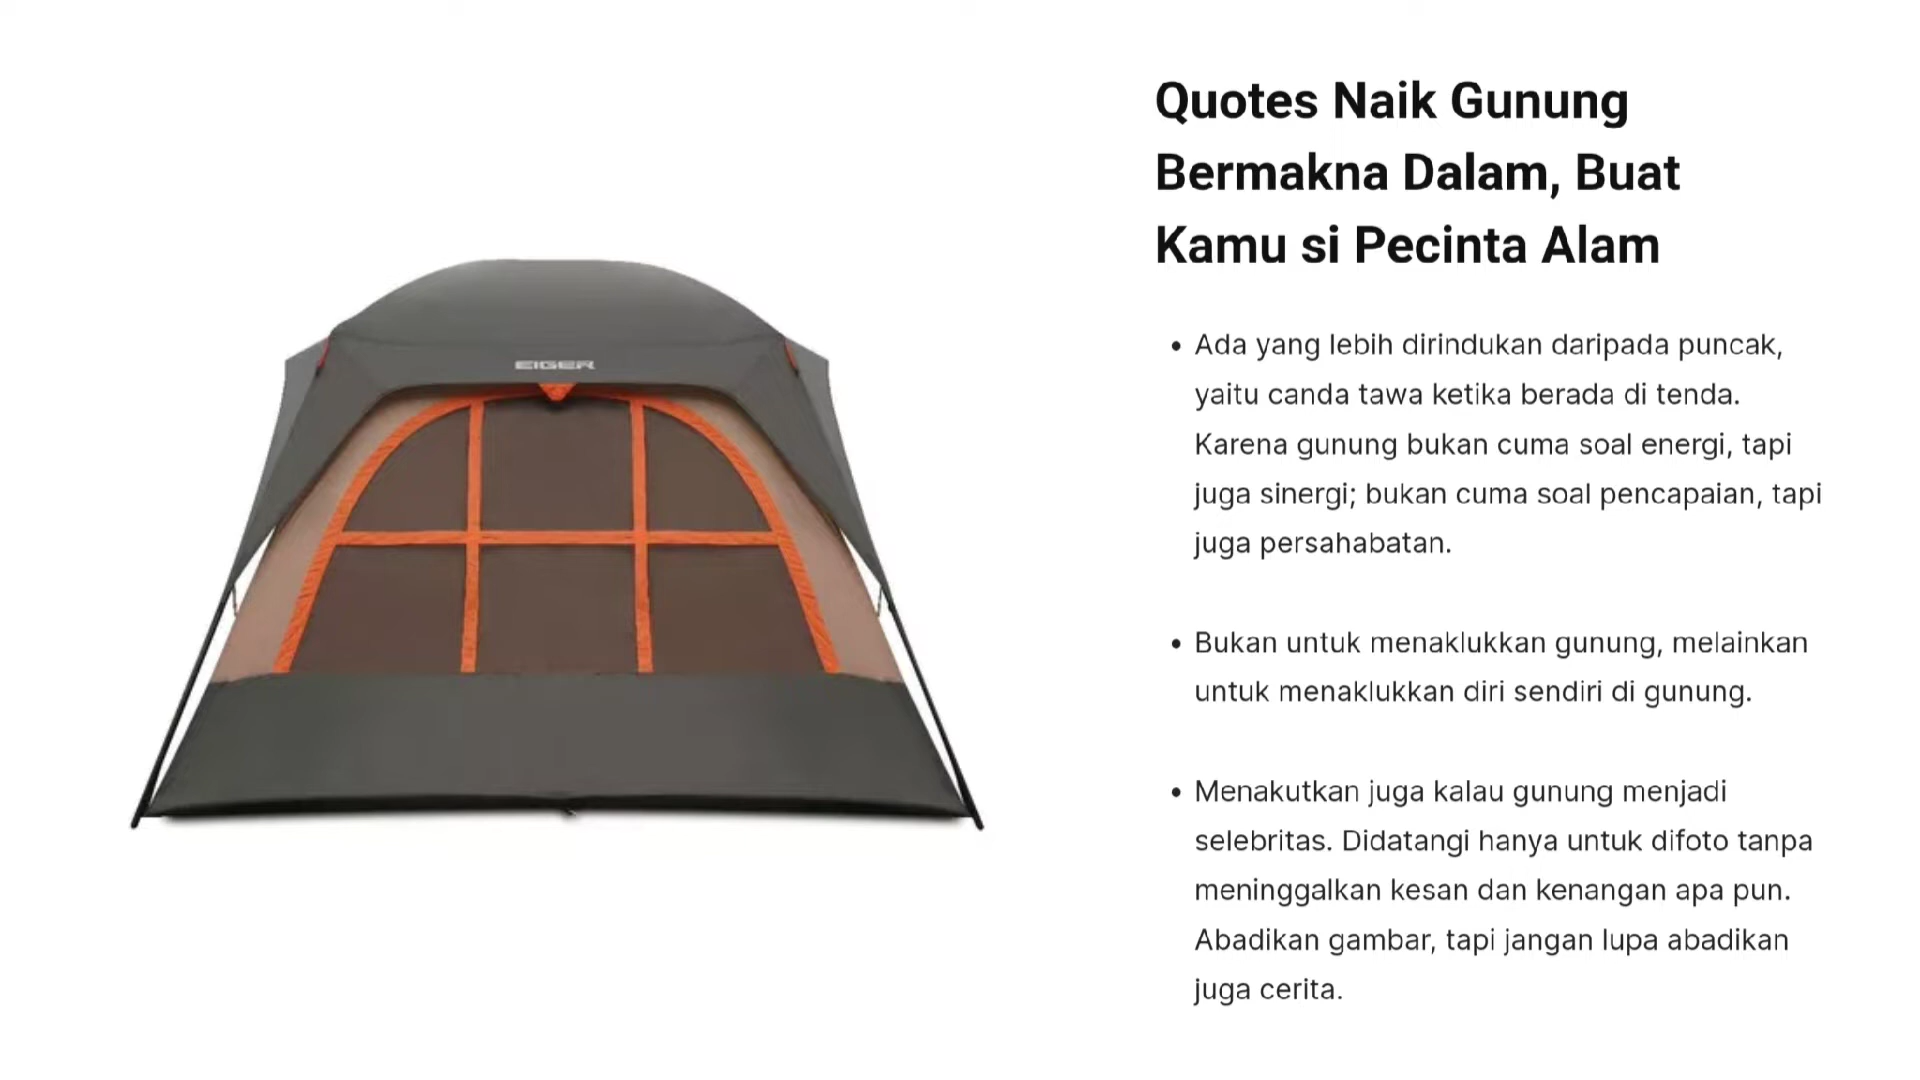 EIGER
Quotes Naik Gunung
Bermakna Dalam, Buat
Kamu si Pecinta Alam
• Ada yang lebih dirindukan daripada puncak,
yaitu canda tawa ketika berada di tenda.
Karena gunung bukan cuma soal energi, tapi
juga sinergi; bukan cuma soal pencapaian, tapi
juga persahabatan.
• Bukan untuk menaklukkan gunung, melainkan
untuk menaklukkan diri sendiri di gunung.
• Menakutkan juga kalau gunung menjadi
selebritas. Didatangi hanya untuk difoto tanpa
meninggalkan kesan dan kenangan apa pun.
Abadikan gambar, tapi jangan lupa abadikan
juga cerita.